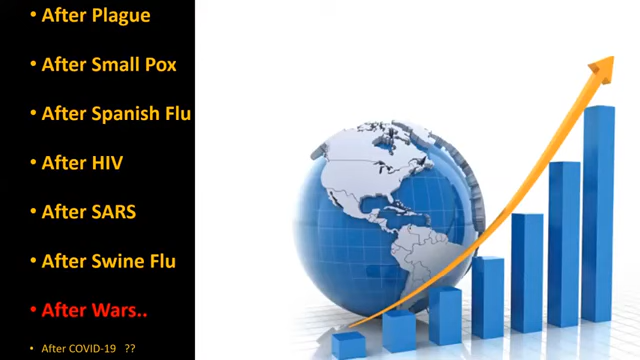 • After Plague
• After Small Pox
• After Spanish Flu
• After HIV
• After SARS
• After Swine Flu
• After Wars..
• After COVID-19 ??